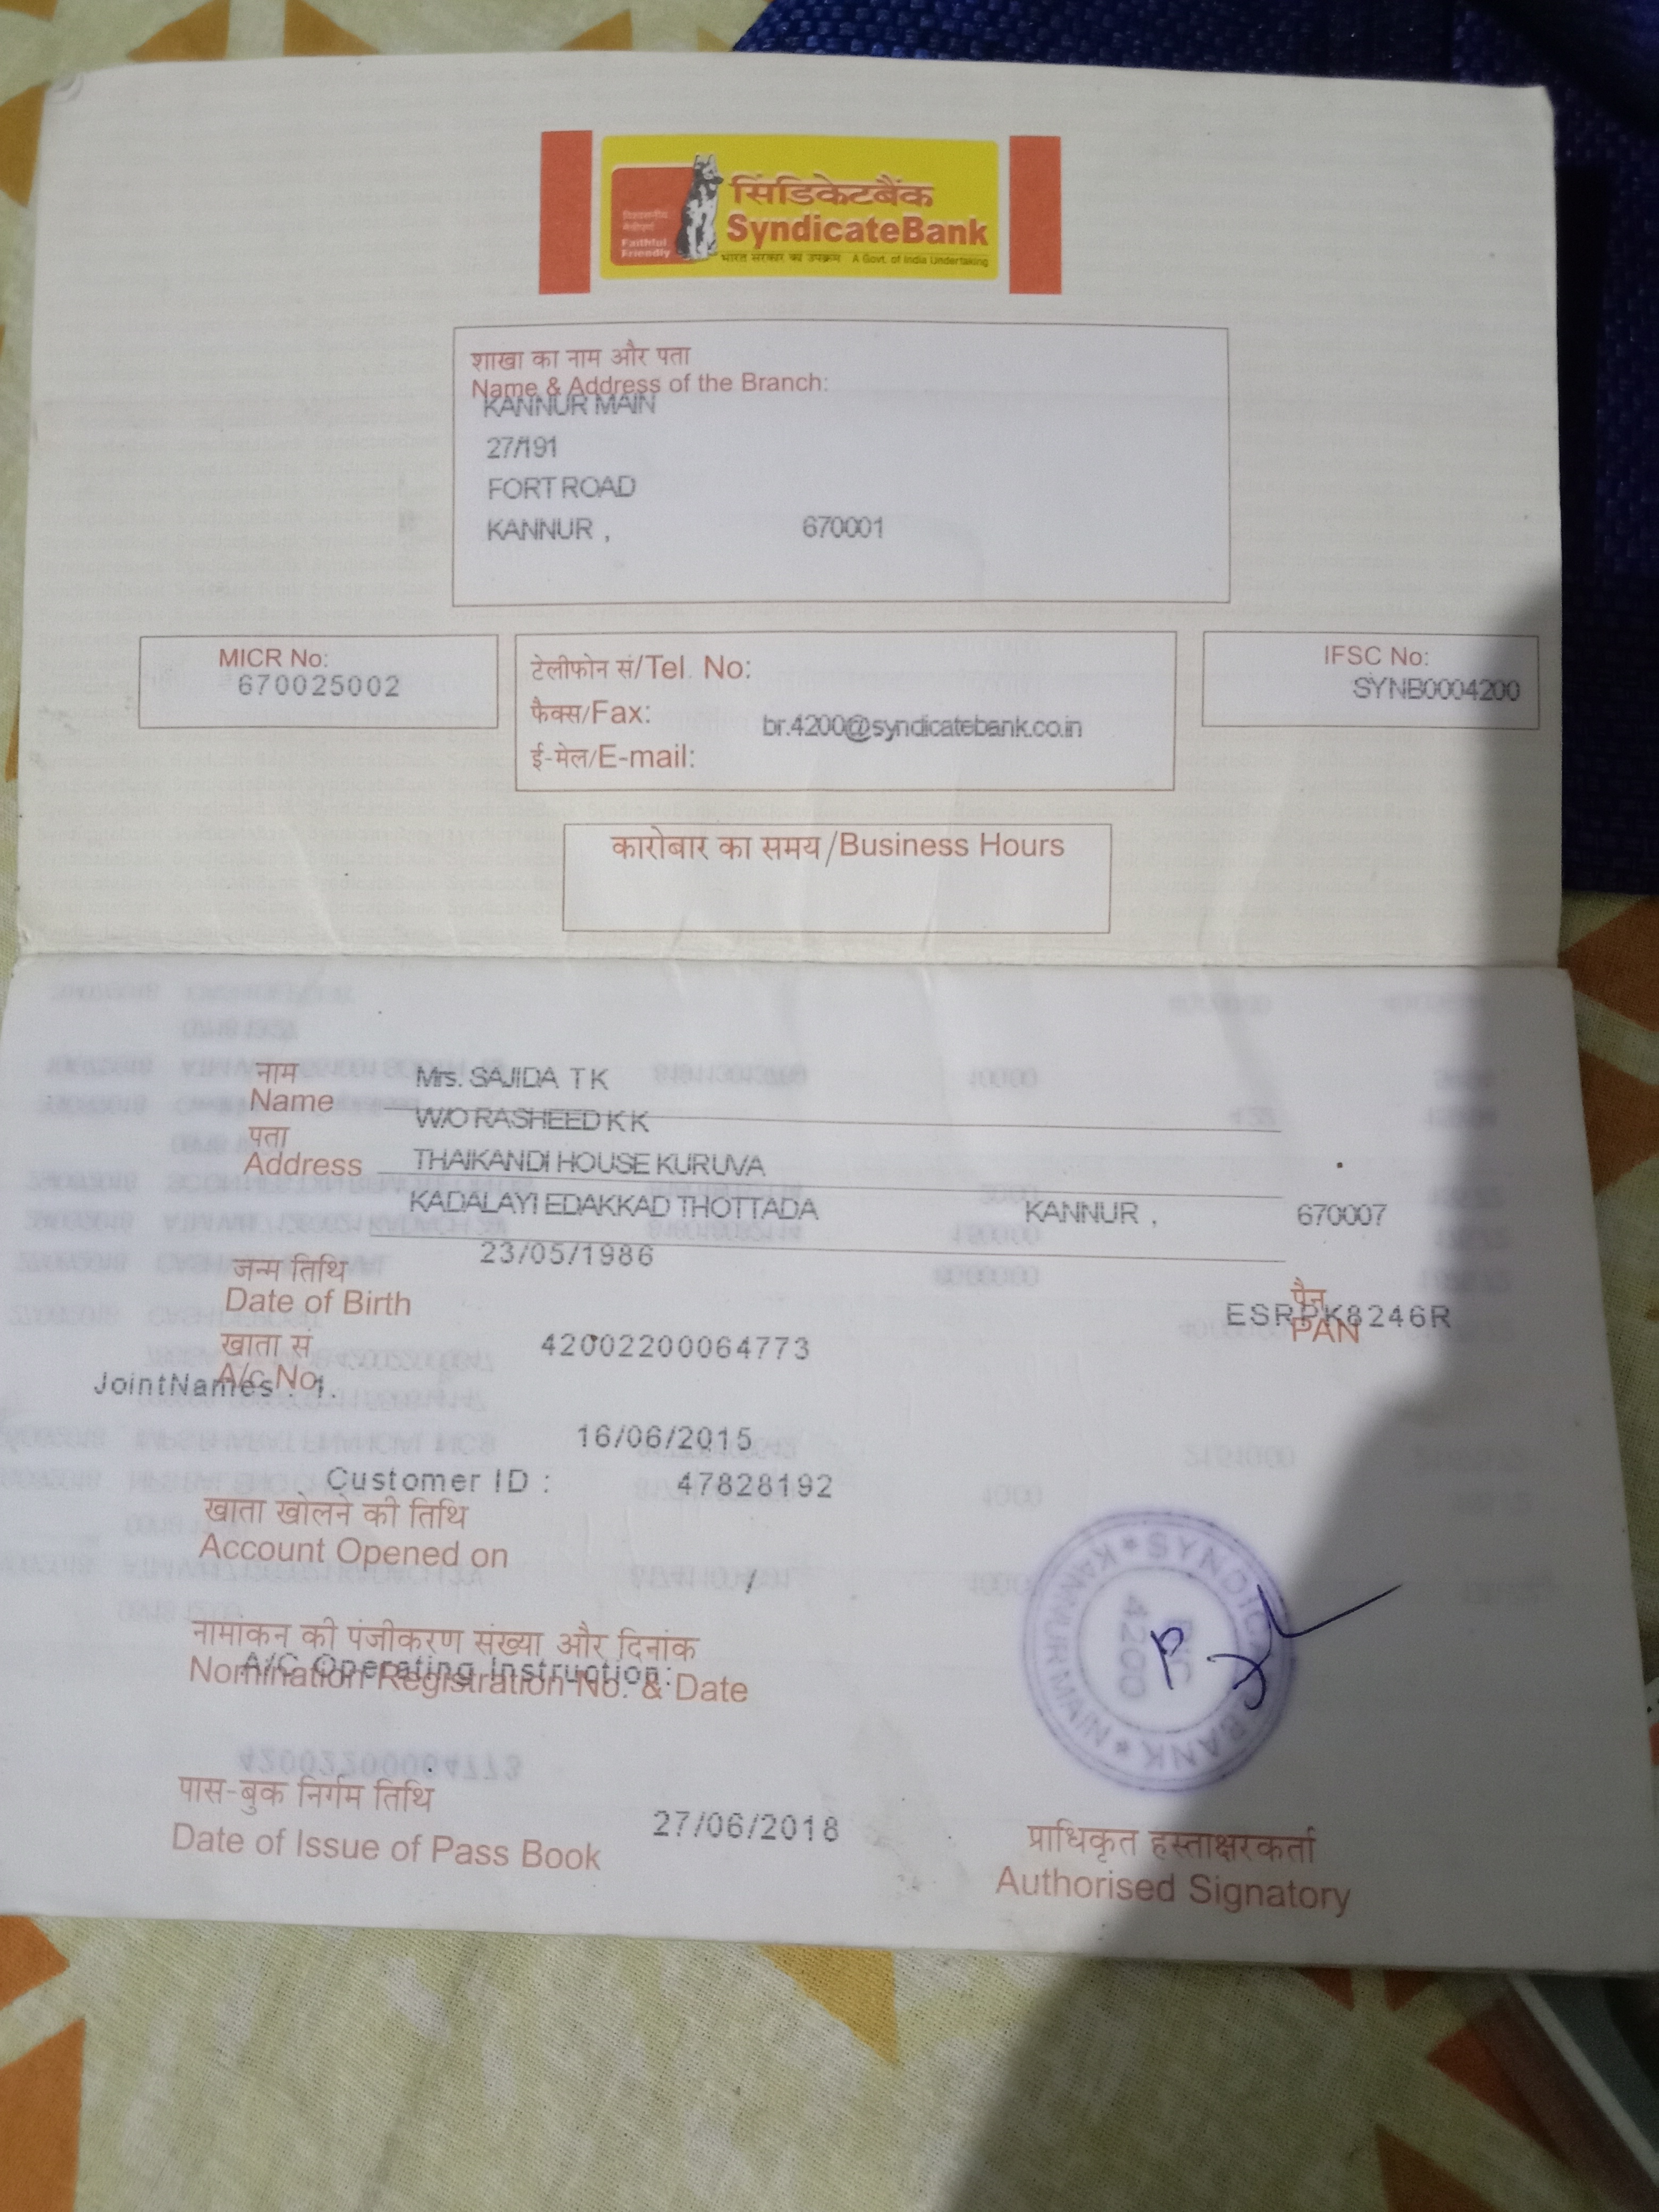 विश्वसनीय
Faithful
Friendly
सिंडिकेटबैंक
SyndicateBank
भारत सरकार का उपक्रम A Govt. of India Undertaking
शाखा का नाम और पता
Name & Address of the Branch:
KANNUR MAIN
27/191
FORT ROAD
KANNUR , 670001
MICR No:
670025002
टेलीफोन सं/Tel. No:
फैक्स/Fax:
br.4200@syndicatebank.co.in
ई-मेल/E-mail:
IFSC No:
SYNB0004200
कारोबार का समय/Business Hours
नाम
Name
Mrs. SAJIDA T K
W/O RASHEED K K
पता
Address
THAIKANDI HOUSE KURUVA
KADALAYI EDAKKAD THOTTADA KANNUR , 670007
जन्म तिथि
Date of Birth
23/05/1986
पैन
PAN
ESRPK8246R
खाता सं
A/c No.
42002200064773
JointNames : 1.
16/06/2015
Customer ID : 47828192
खाता खोलने की तिथि
Account Opened on
/
नामाकन की पंजीकरण संख्या और दिनांक
A/C Operating Instruction:
Nomination Registration No. & Date
पास-बुक निर्गम तिथि
Date of Issue of Pass Book
27/06/2018
SYNDICATE BANK
KANNUR MAIN
4200
प्राधिकृत हस्ताक्षरकर्ता
Authorised Signatory